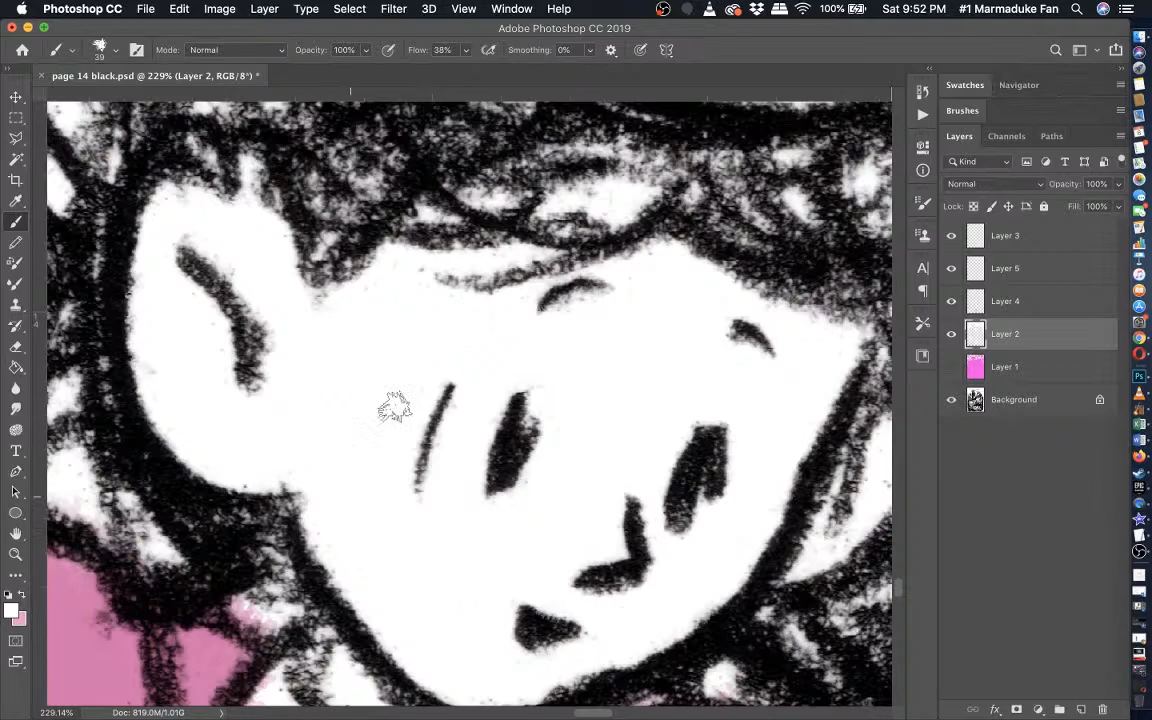 Photoshop CC File Edit Image Layer Type Select Filter 3D View Window Help 100% Sat 9:52 PM #1 Marmaduke Fan
Adobe Photoshop CC 2019
39 Mode: Normal Opacity: 100% Flow: 38% Smoothing: 0%
page 14 black.psd @ 229% (Layer 2, RGB/8*) *
Swatches Navigator
Brushes
Layers Channels Paths
Kind
Normal Opacity: 100%
Lock: Fill: 100%
Layer 3
Layer 5
Layer 4
Layer 2
Layer 1
Background
229.14% Doc: 819.0M/1.01G